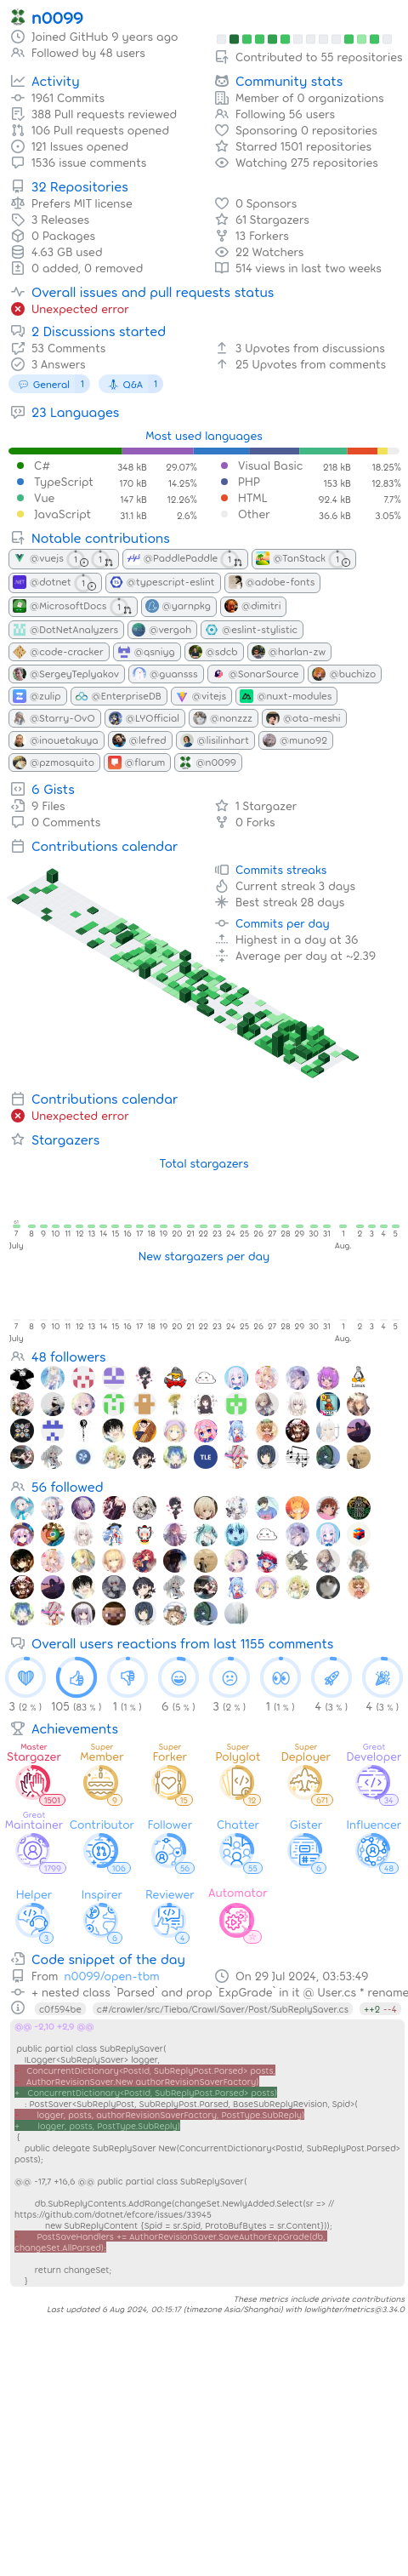 n0099
Joined GitHub 9 years ago
Followed by 48 users
Contributed to 55 repositories
Activity
1961 Commits
388 Pull requests reviewed
106 Pull requests opened
121 Issues opened
1536 issue comments
Community stats
Member of 0 organizations
Following 56 users
Sponsoring 0 repositories
Starred 1501 repositories
Watching 275 repositories
32 Repositories
Prefers MIT license
3 Releases
0 Packages
4.63 GB used
0 added, 0 removed
0 Sponsors
61 Stargazers
13 Forkers
22 Watchers
514 views in last two weeks
Overall issues and pull requests status
Unexpected error
2 Discussions started
53 Comments
3 Answers
3 Upvotes from discussions
25 Upvotes from comments
General 1 Q&A 1
23 Languages
Most used languages
C# 348 kB 29.07%
Visual Basic 218 kB 18.25%
TypeScript 170 kB 14.25%
PHP 153 kB 12.83%
Vue 147 kB 12.26%
HTML 92.4 kB 7.7%
JavaScript 31.1 kB 2.6%
Other 36.6 kB 3.05%
Notable contributions
@vuejs 1 1 @PaddlePaddle 1 @TanStack 1
@dotnet 1 @typescript-eslint @adobe-fonts
@MicrosoftDocs 1 @yarnpkg @dimitri
@DotNetAnalyzers @vergoh @eslint-stylistic
@code-cracker @qsniyg @sdcb @harlan-zw
@SergeyTeplyakov @guansss @SonarSource @buchizo
@zulip @EnterpriseDB @vitejs @nuxt-modules
@Starry-OvO @LYOfficial @nonzzz @ota-meshi
@inouetakuya @lefred @lisilinhart @muno92
@pzmosquito @flarum @n0099
6 Gists
9 Files
0 Comments
1 Stargazer
0 Forks
Contributions calendar
Commits streaks
Current streak 3 days
Best streak 28 days
Commits per day
Highest in a day at 36
Average per day at ~2.39
Contributions calendar
Unexpected error
Stargazers
Total stargazers
7 8 9 10 11 12 13 14 15 16 17 18 19 20 21 22 23 24 25 26 27 28 29 30 31 1 2 3 4 5
July Aug.
New stargazers per day
7 8 9 10 11 12 13 14 15 16 17 18 19 20 21 22 23 24 25 26 27 28 29 30 31 1 2 3 4 5
July Aug.
48 followers
Linux
TLE
56 followed
Overall users reactions from last 1155 comments
3 (2 %) 105 (83 %) 1 (1 %) 6 (5 %) 3 (2 %) 1 (1 %) 4 (3 %) 4 (3 %)
Achievements
Master Super Super Super Super Great
Stargazer Member Forker Polyglot Deployer Developer
1501 9 15 12 671 34
Great
Maintainer Contributor Follower Chatter Gister Influencer
1799 106 56 55 6 48
Helper Inspirer Reviewer Automator
3 6 4
Code snippet of the day
From n0099/open-tbm
On 29 Jul 2024, 03:53:49
+ nested class `Parsed` and prop `ExpGrade` in it @ User.cs * rename
c0f594be c#/crawler/src/Tieba/Crawl/Saver/Post/SubReplySaver.cs ++2 --4
@@ -2,10 +2,9 @@
public partial class SubReplySaver(
ILogger<SubReplySaver> logger,
- ConcurrentDictionary<PostId, SubReplyPost.Parsed> posts,
- AuthorRevisionSaver.New authorRevisionSaverFactory)
+ ConcurrentDictionary<PostId, SubReplyPost.Parsed> posts)
: PostSaver<SubReplyPost, SubReplyPost.Parsed, BaseSubReplyRevision, Spid>(
- logger, posts, authorRevisionSaverFactory, PostType.SubReply)
+ logger, posts, PostType.SubReply)
{
public delegate SubReplySaver New(ConcurrentDictionary<PostId, SubReplyPost.Parsed>
posts);
@@ -17,7 +16,6 @@ public partial class SubReplySaver(
db.SubReplyContents.AddRange(changeSet.NewlyAdded.Select(sr => //
https://github.com/dotnet/efcore/issues/33945
new SubReplyContent {Spid = sr.Spid, ProtoBufBytes = sr.Content}));
- PostSaveHandlers += AuthorRevisionSaver.SaveAuthorExpGrade(db,
changeSet.AllParsed);
return changeSet;
}
These metrics include private contributions
Last updated 6 Aug 2024, 00:15:17 (timezone Asia/Shanghai) with lowlighter/metrics@3.34.0